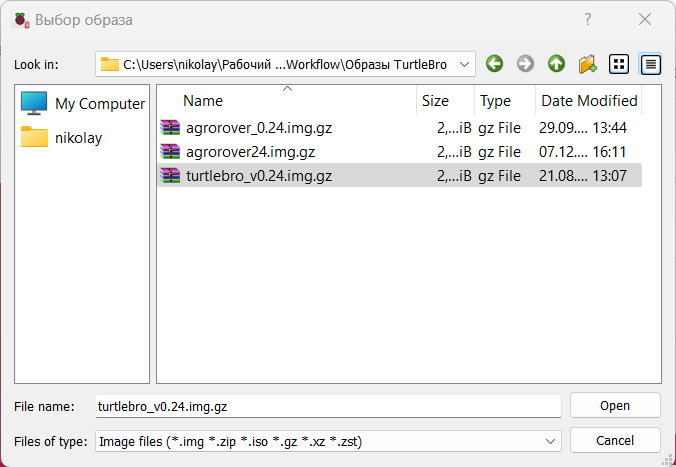 Выбор образа
Look in: C:\Users\nikolay\Рабочий ...Workflow\Образы TurtleBro
My Computer
nikolay
Name Size Type Date Modified
agrorover_0.24.img.gz 2,...iB gz File 29.09.... 13:44
agrorover24.img.gz 2,...iB gz File 07.12.... 16:11
turtlebro_v0.24.img.gz 2,...iB gz File 21.08.... 13:07
File name: turtlebro_v0.24.img.gz Open
Files of type: Image files (*.img *.zip *.iso *.gz *.xz *.zst) Cancel